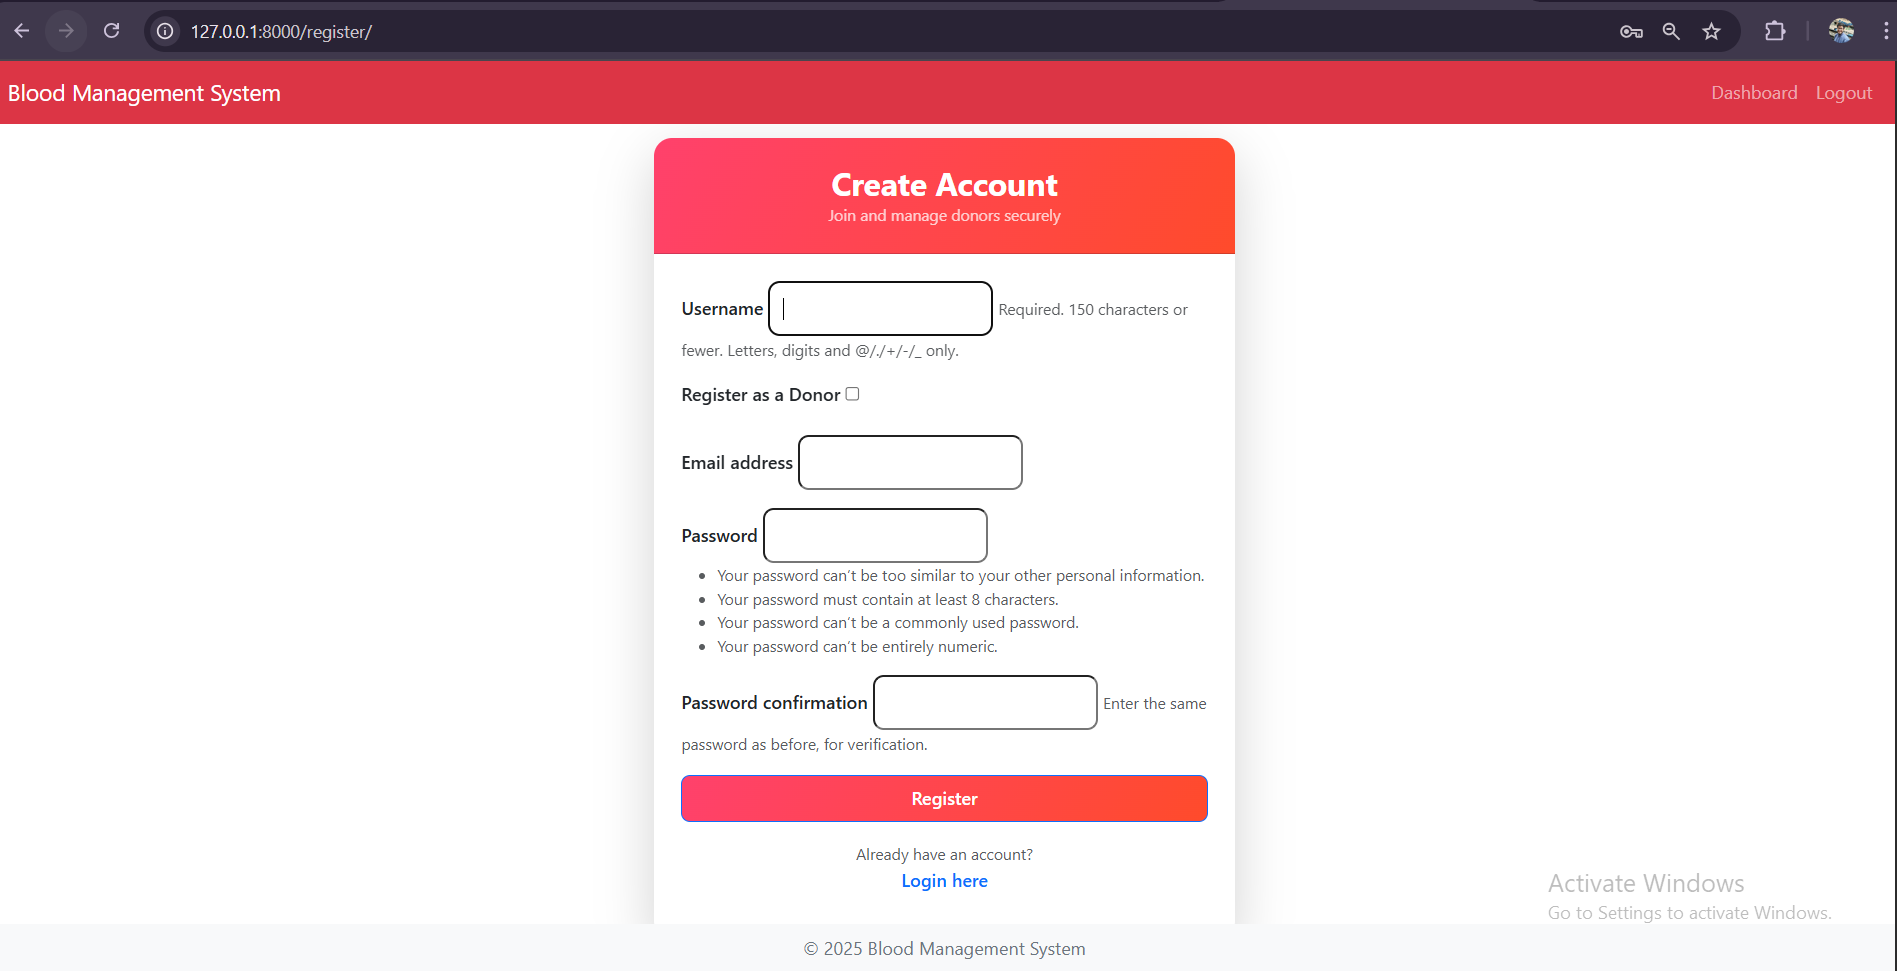 127.0.0.1:8000/register/
Blood Management System
Dashboard Logout
Create Account
Join and manage donors securely
Username Required. 150 characters or
fewer. Letters, digits and @/./+/-/_ only.
Register as a Donor
Email address
Password
Your password can’t be too similar to your other personal information.
Your password must contain at least 8 characters.
Your password can’t be a commonly used password.
Your password can’t be entirely numeric.
Password confirmation Enter the same
password as before, for verification.
Register
Already have an account?
Login here
Activate Windows
Go to Settings to activate Windows.
© 2025 Blood Management System